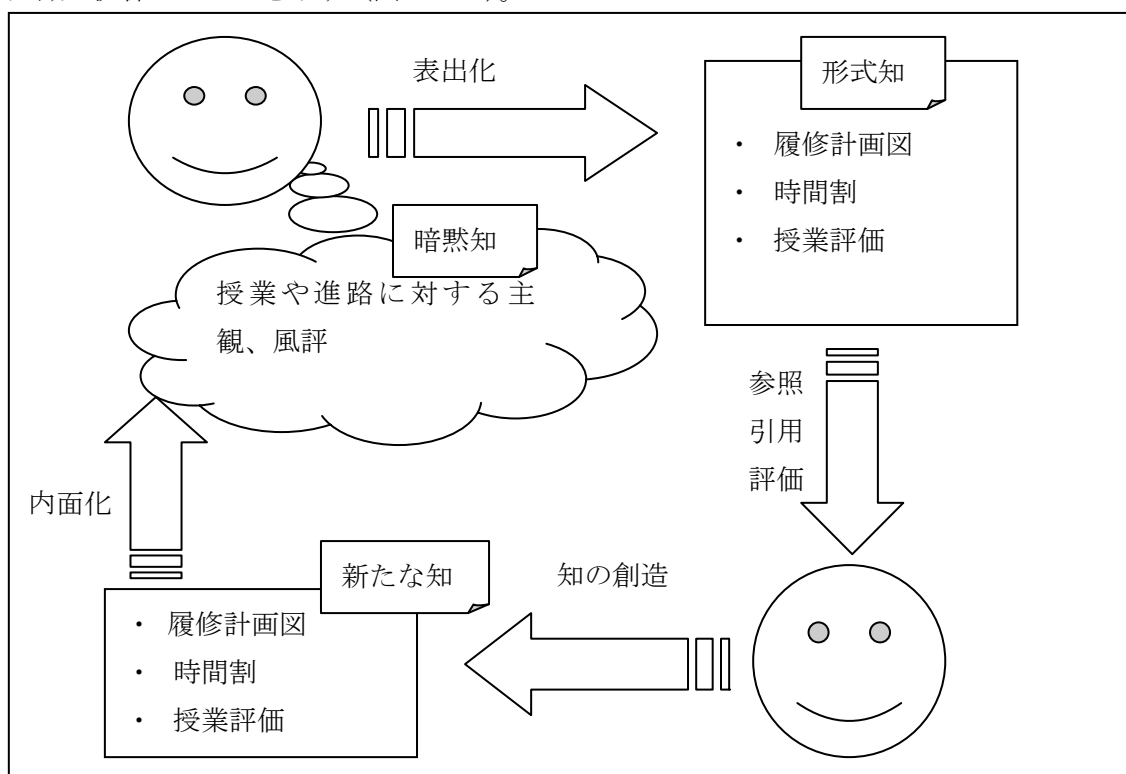 表出化
形式知
・ 履修計画図
・ 時間割
・ 授業評価
暗黙知
授業や進路に対する主
観、風評
参照
引用
評価
内面化
新たな知
知の創造
・ 履修計画図
・ 時間割
・ 授業評価